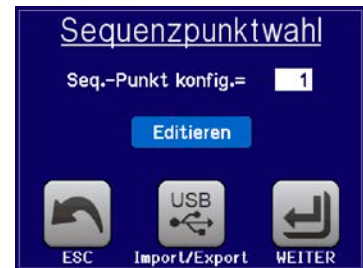 Sequenzpunktwahl
Seq.-Punkt konfig.= 1
Editieren
USB
ESC Import/Export WEITER